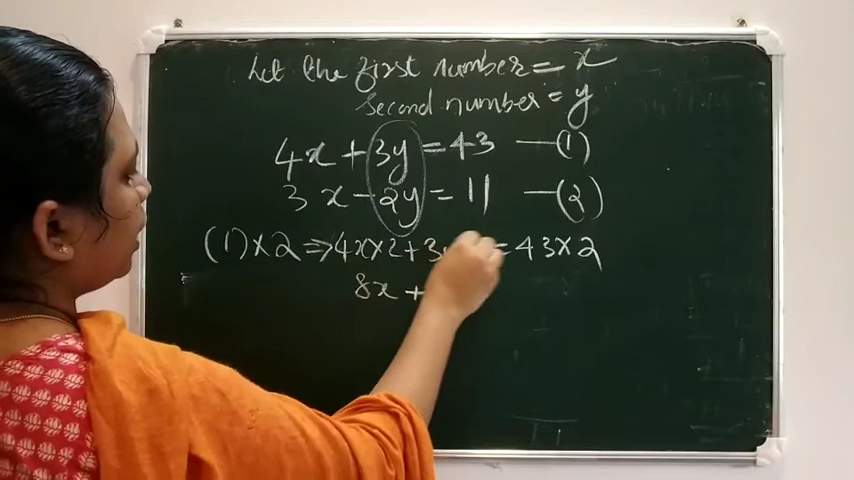 Let the first number = x
Second number = y
4x + 3y = 43 — (1)
3x - 2y = 11 — (2)
(1)×2 ⇒ 4x×2 + 3 = 43×2
8x +